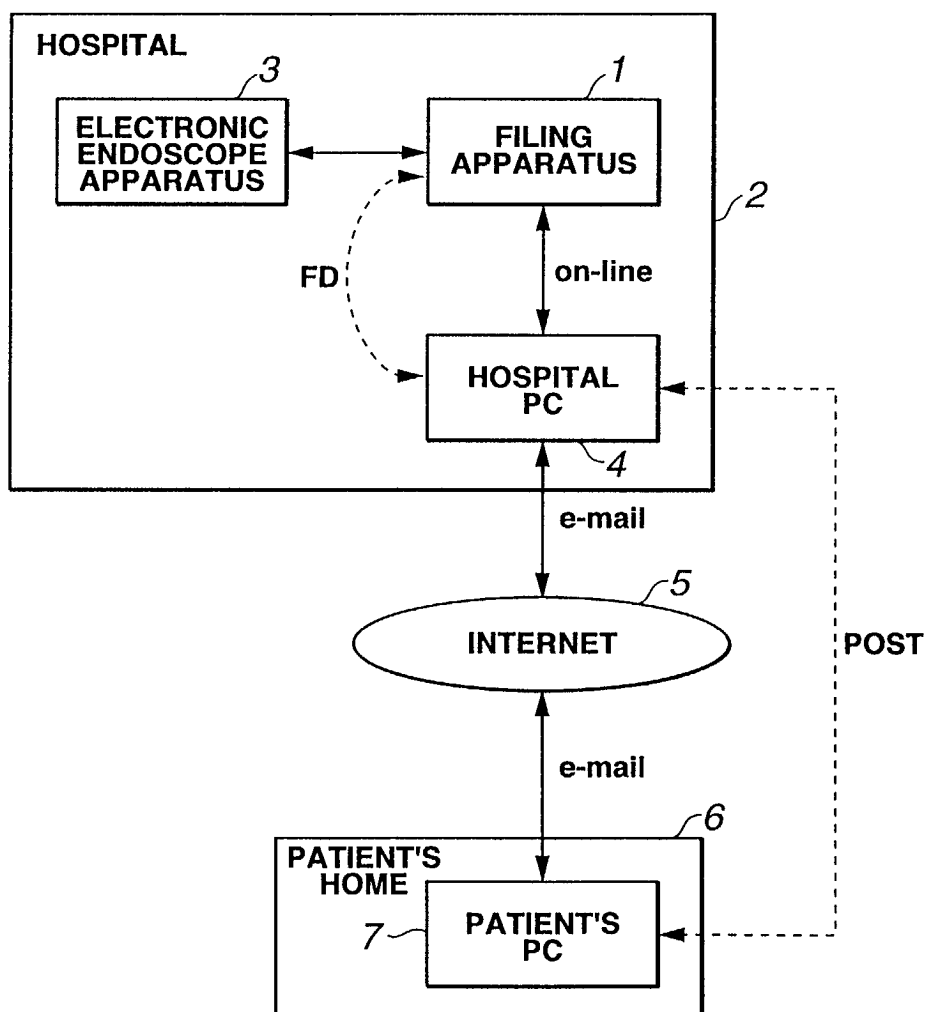 HOSPITAL
3
1
ELECTRONIC
ENDOSCOPE
APPARATUS
FILING
APPARATUS
2
FD
on-line
HOSPITAL
PC
4
e-mail
5
INTERNET
POST
e-mail
6
PATIENT'S
HOME
7
PATIENT'S
PC